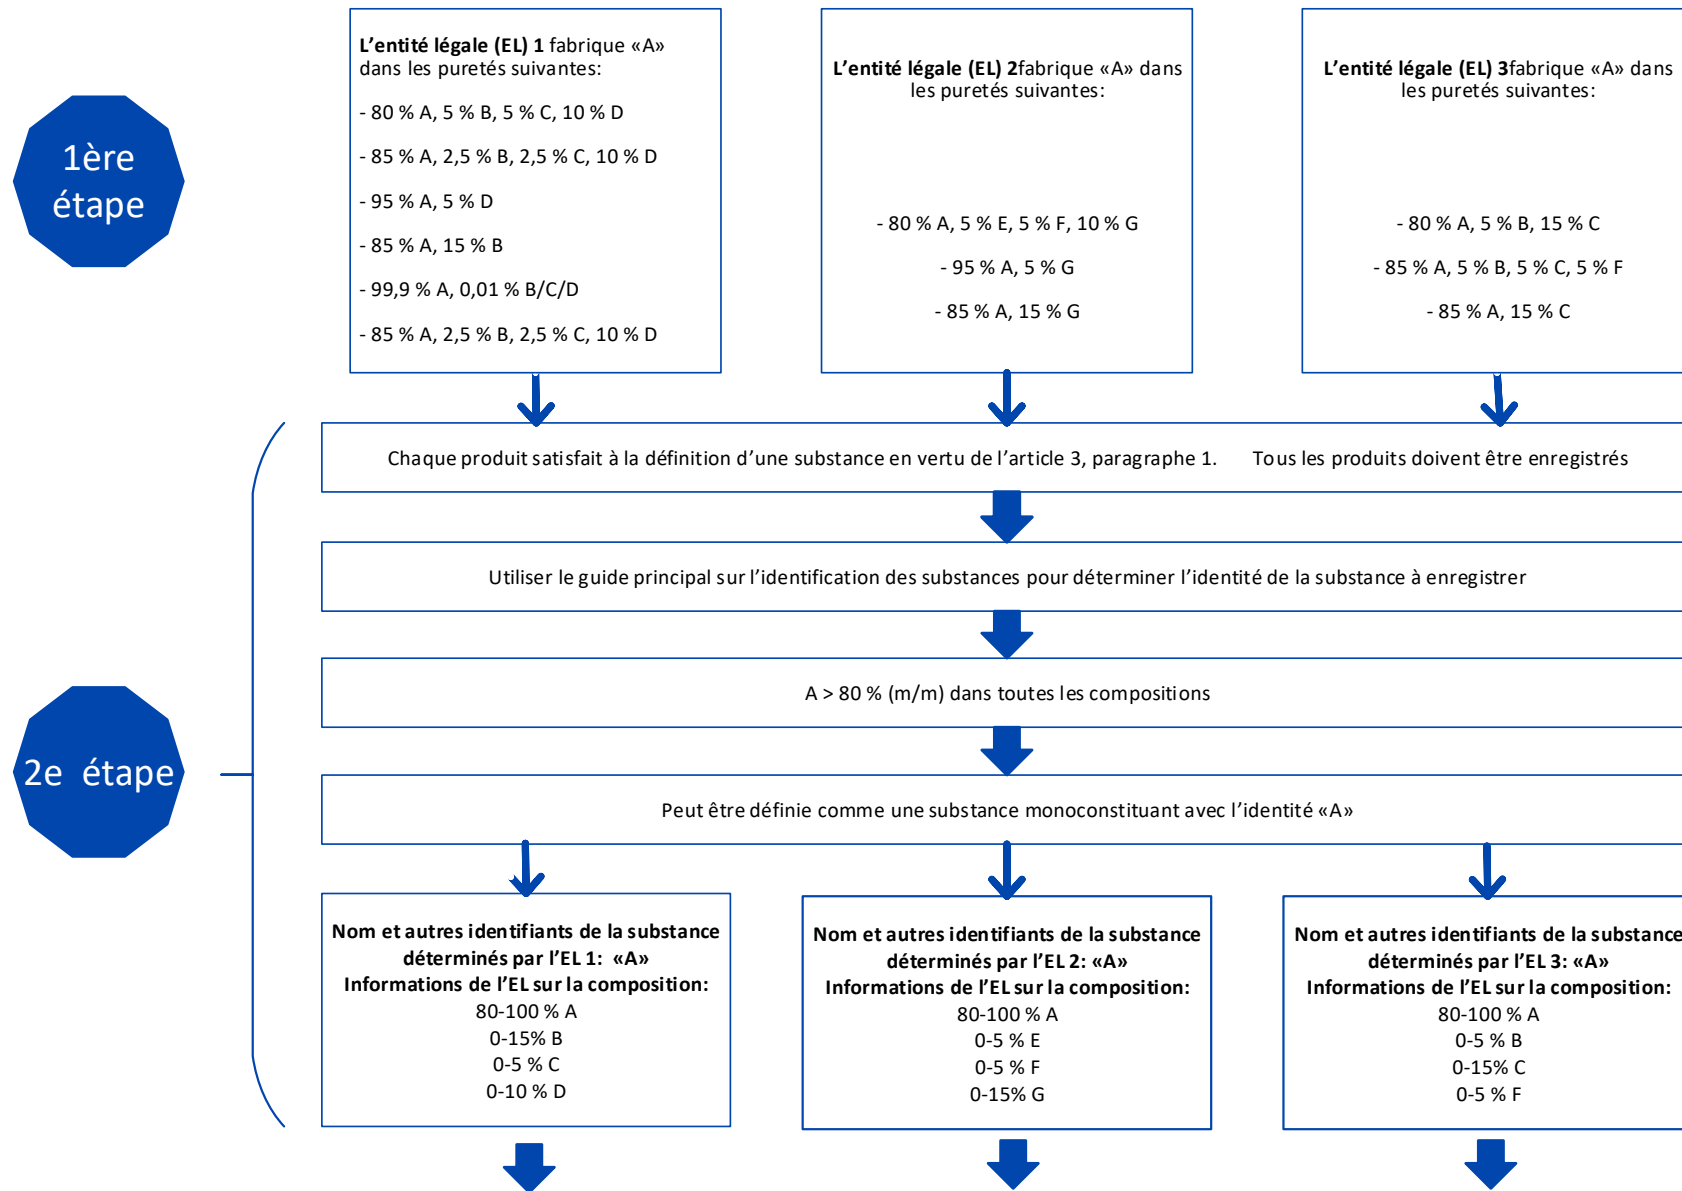 1ère
étape
L’entité légale (EL) 1 fabrique «A»
dans les puretés suivantes:
- 80 % A, 5 % B, 5 % C, 10 % D
- 85 % A, 2,5 % B, 2,5 % C, 10 % D
- 95 % A, 5 % D
- 85 % A, 15 % B
- 99,9 % A, 0,01 % B/C/D
- 85 % A, 2,5 % B, 2,5 % C, 10 % D
L’entité légale (EL) 2fabrique «A» dans
les puretés suivantes:
- 80 % A, 5 % E, 5 % F, 10 % G
- 95 % A, 5 % G
- 85 % A, 15 % G
L’entité légale (EL) 3fabrique «A» dans
les puretés suivantes:
- 80 % A, 5 % B, 15 % C
- 85 % A, 5 % B, 5 % C, 5 % F
- 85 % A, 15 % C
2e étape
Chaque produit satisfait à la définition d’une substance en vertu de l’article 3, paragraphe 1. Tous les produits doivent être enregistrés
Utiliser le guide principal sur l’identification des substances pour déterminer l’identité de la substance à enregistrer
A > 80 % (m/m) dans toutes les compositions
Peut être définie comme une substance monoconstituant avec l’identité «A»
Nom et autres identifiants de la substance
déterminés par l’EL 1: «A»
Informations de l’EL sur la composition:
80-100 % A
0-15% B
0-5 % C
0-10 % D
Nom et autres identifiants de la substance
déterminés par l’EL 2: «A»
Informations de l’EL sur la composition:
80-100 % A
0-5 % E
0-5 % F
0-15% G
Nom et autres identifiants de la substance
déterminés par l’EL 3: «A»
Informations de l’EL sur la composition:
80-100 % A
0-5 % B
0-15% C
0-5 % F